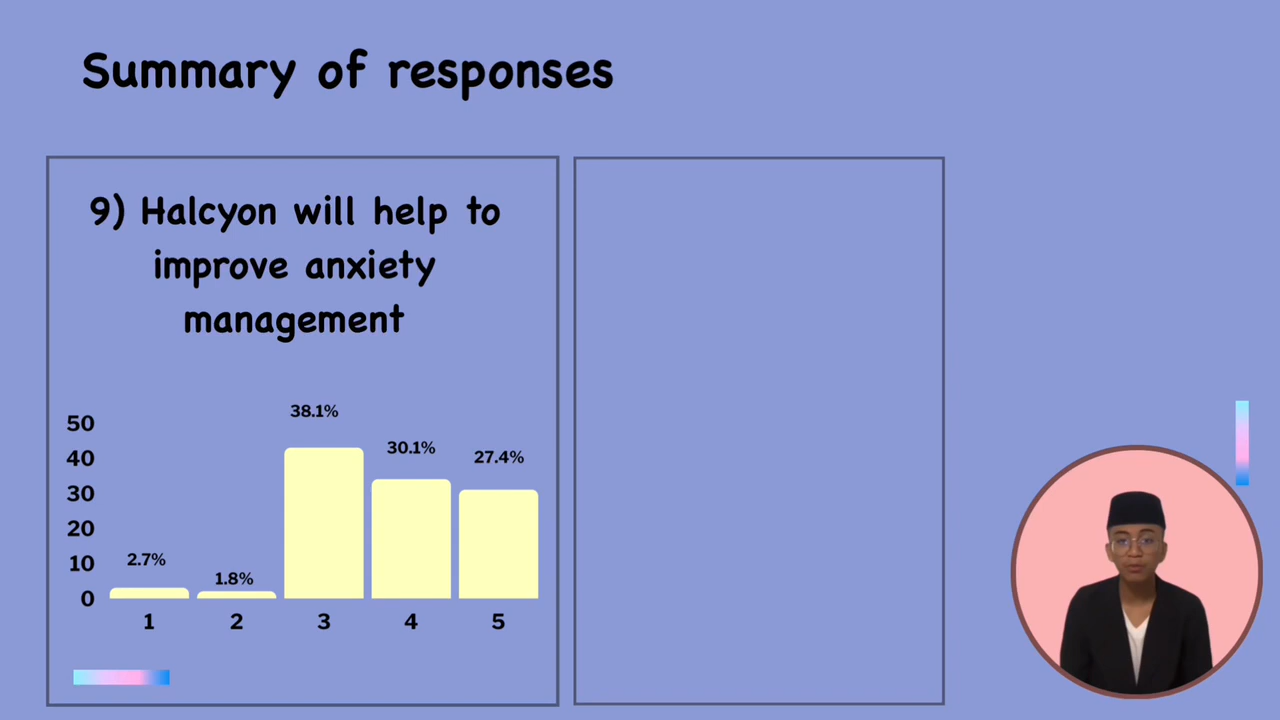 Summary of responses
9) Halcyon will help to
improve anxiety
management
38.1%
50
30.1%
40
27.4%
30
20
10
2.7%
1.8%
0
1 2 3 4 5